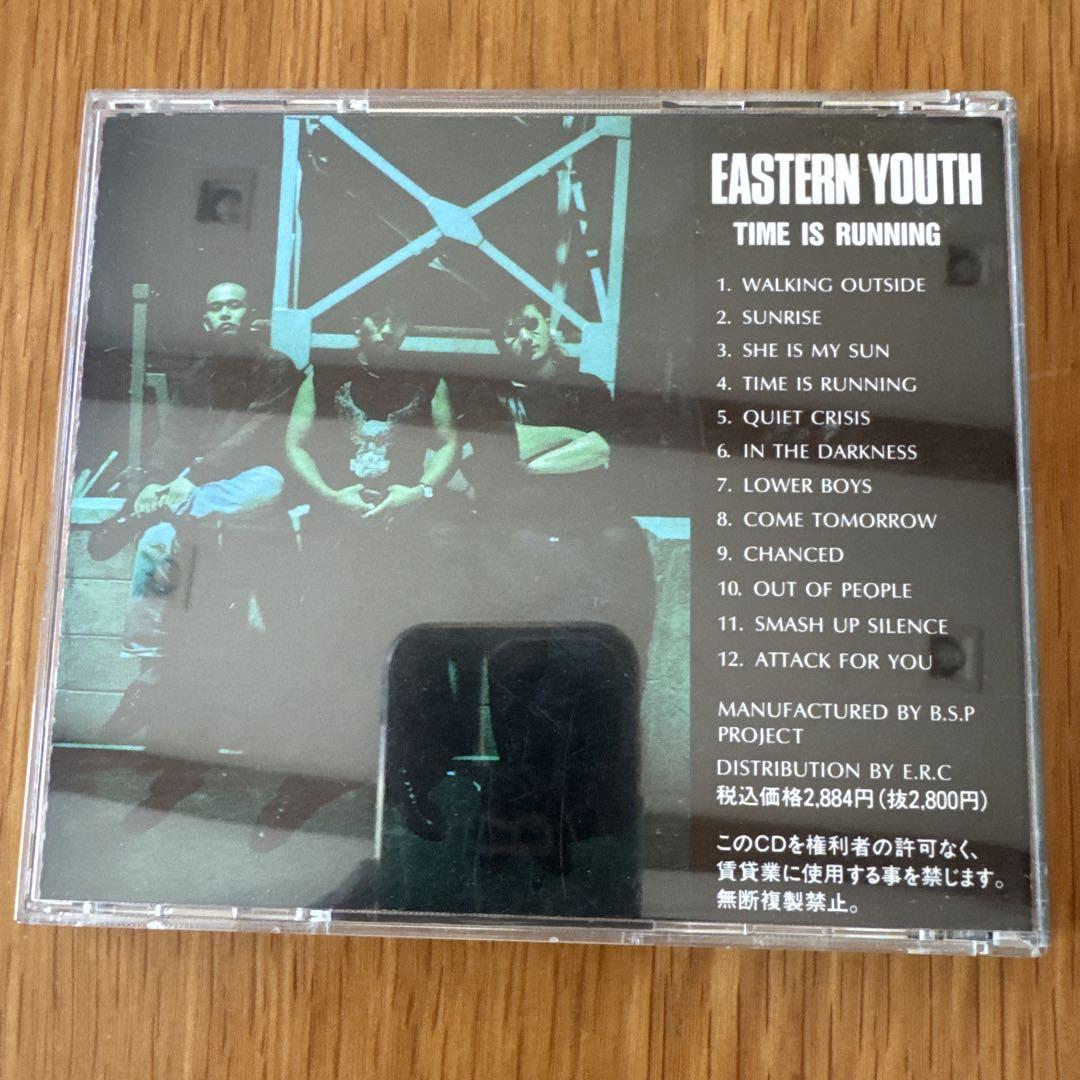 EASTERN YOUTH
TIME IS RUNNING
1. WALKING OUTSIDE
2. SUNRISE
3. SHE IS MY SUN
4. TIME IS RUNNING
5. QUIET CRISIS
6. IN THE DARKNESS
7. LOWER BOYS
8. COME TOMORROW
9. CHANCED
10. OUT OF PEOPLE
11. SMASH UP SILENCE
12. ATTACK FOR YOU
MANUFACTURED BY B.S.P
PROJECT
DISTRIBUTION BY E.R.C
税込価格2,884円(抜2,800円)
このCDを権利者の許可なく、
賃貸業に使用する事を禁じます。
無断複製禁止。